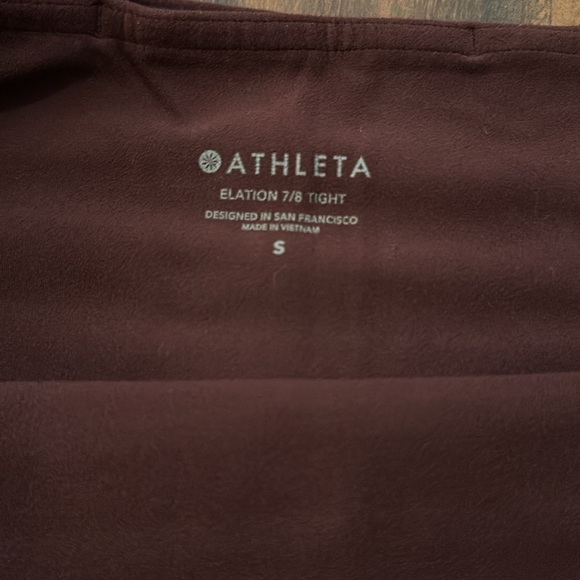 ATHLETA
ELATION 7/8 TIGHT
DESIGNED IN SAN FRANCISCO
MADE IN VIETNAM
S